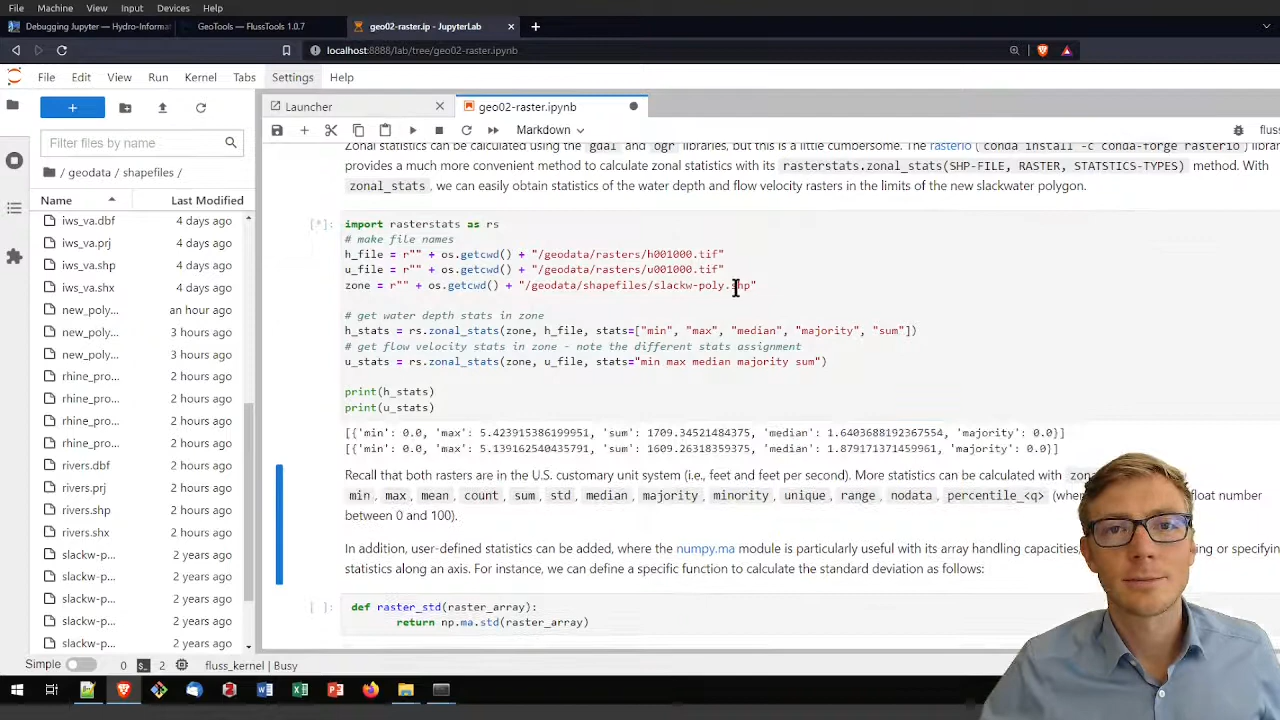 File Machine View Input Devices Help
Debugging Jupyter — Hydro-Informat
GeoTools — FlussTools 1.0.7
geo02-raster.ip - JupyterLab
localhost:8888/lab/tree/geo02-raster.ipynb
File Edit View Run Kernel Tabs Settings Help
Launcher
geo02-raster.ipynb
Filter files by name
Markdown
fluss
/ geodata / shapefiles /
Name Last Modified
iws_va.dbf 4 days ago
iws_va.prj 4 days ago
iws_va.shp 4 days ago
iws_va.shx 4 days ago
new_poly... an hour ago
new_poly... 3 hours ago
new_poly... 3 hours ago
rhine_pro... 2 hours ago
rhine_pro... 2 hours ago
rhine_pro... 2 hours ago
rhine_pro... 2 hours ago
rivers.dbf 2 hours ago
rivers.prj 2 hours ago
rivers.shp 2 hours ago
rivers.shx 2 hours ago
slackw-p... 2 years ago
slackw-p... 2 years ago
slackw-p... 2 years ago
slackw-p... 2 years ago
slackw-p... 2 years ago
Zonal statistics can be calculated using the gdal and ogr libraries, but this is a little cumbersome. The rasterio ( conda install -c conda-forge rasterio ) librar
provides a much more convenient method to calculate zonal statistics with its rasterstats.zonal_stats(SHP-FILE, RASTER, STATISTICS-TYPES) method. With
zonal_stats , we can easily obtain statistics of the water depth and flow velocity rasters in the limits of the new slackwater polygon.
[*]: import rasterstats as rs
# make file names
h_file = r"" + os.getcwd() + "/geodata/rasters/h001000.tif"
u_file = r"" + os.getcwd() + "/geodata/rasters/u001000.tif"
zone = r"" + os.getcwd() + "/geodata/shapefiles/slackw-poly.shp"
# get water depth stats in zone
h_stats = rs.zonal_stats(zone, h_file, stats=["min", "max", "median", "majority", "sum"])
# get flow velocity stats in zone - note the different stats assignment
u_stats = rs.zonal_stats(zone, u_file, stats="min max median majority sum")
print(h_stats)
print(u_stats)
[{'min': 0.0, 'max': 5.423915386199951, 'sum': 1709.34521484375, 'median': 1.6403688192367554, 'majority': 0.0}]
[{'min': 0.0, 'max': 5.139162540435791, 'sum': 1609.26318359375, 'median': 1.879171371459961, 'majority': 0.0}]
Recall that both rasters are in the U.S. customary unit system (i.e., feet and feet per second). More statistics can be calculated with
min , max , mean , count , sum , std , median , majority , minority , unique , range , nodata , percentile_<q> (where float number
between 0 and 100).
In addition, user-defined statistics can be added, where the numpy.ma module is particularly useful with its array handling capacities,
statistics along an axis. For instance, we can define a specific function to calculate the standard deviation as follows:
[ ]: def raster_std(raster_array):
return np.ma.std(raster_array)
Simple 0 2 fluss_kernel | Busy